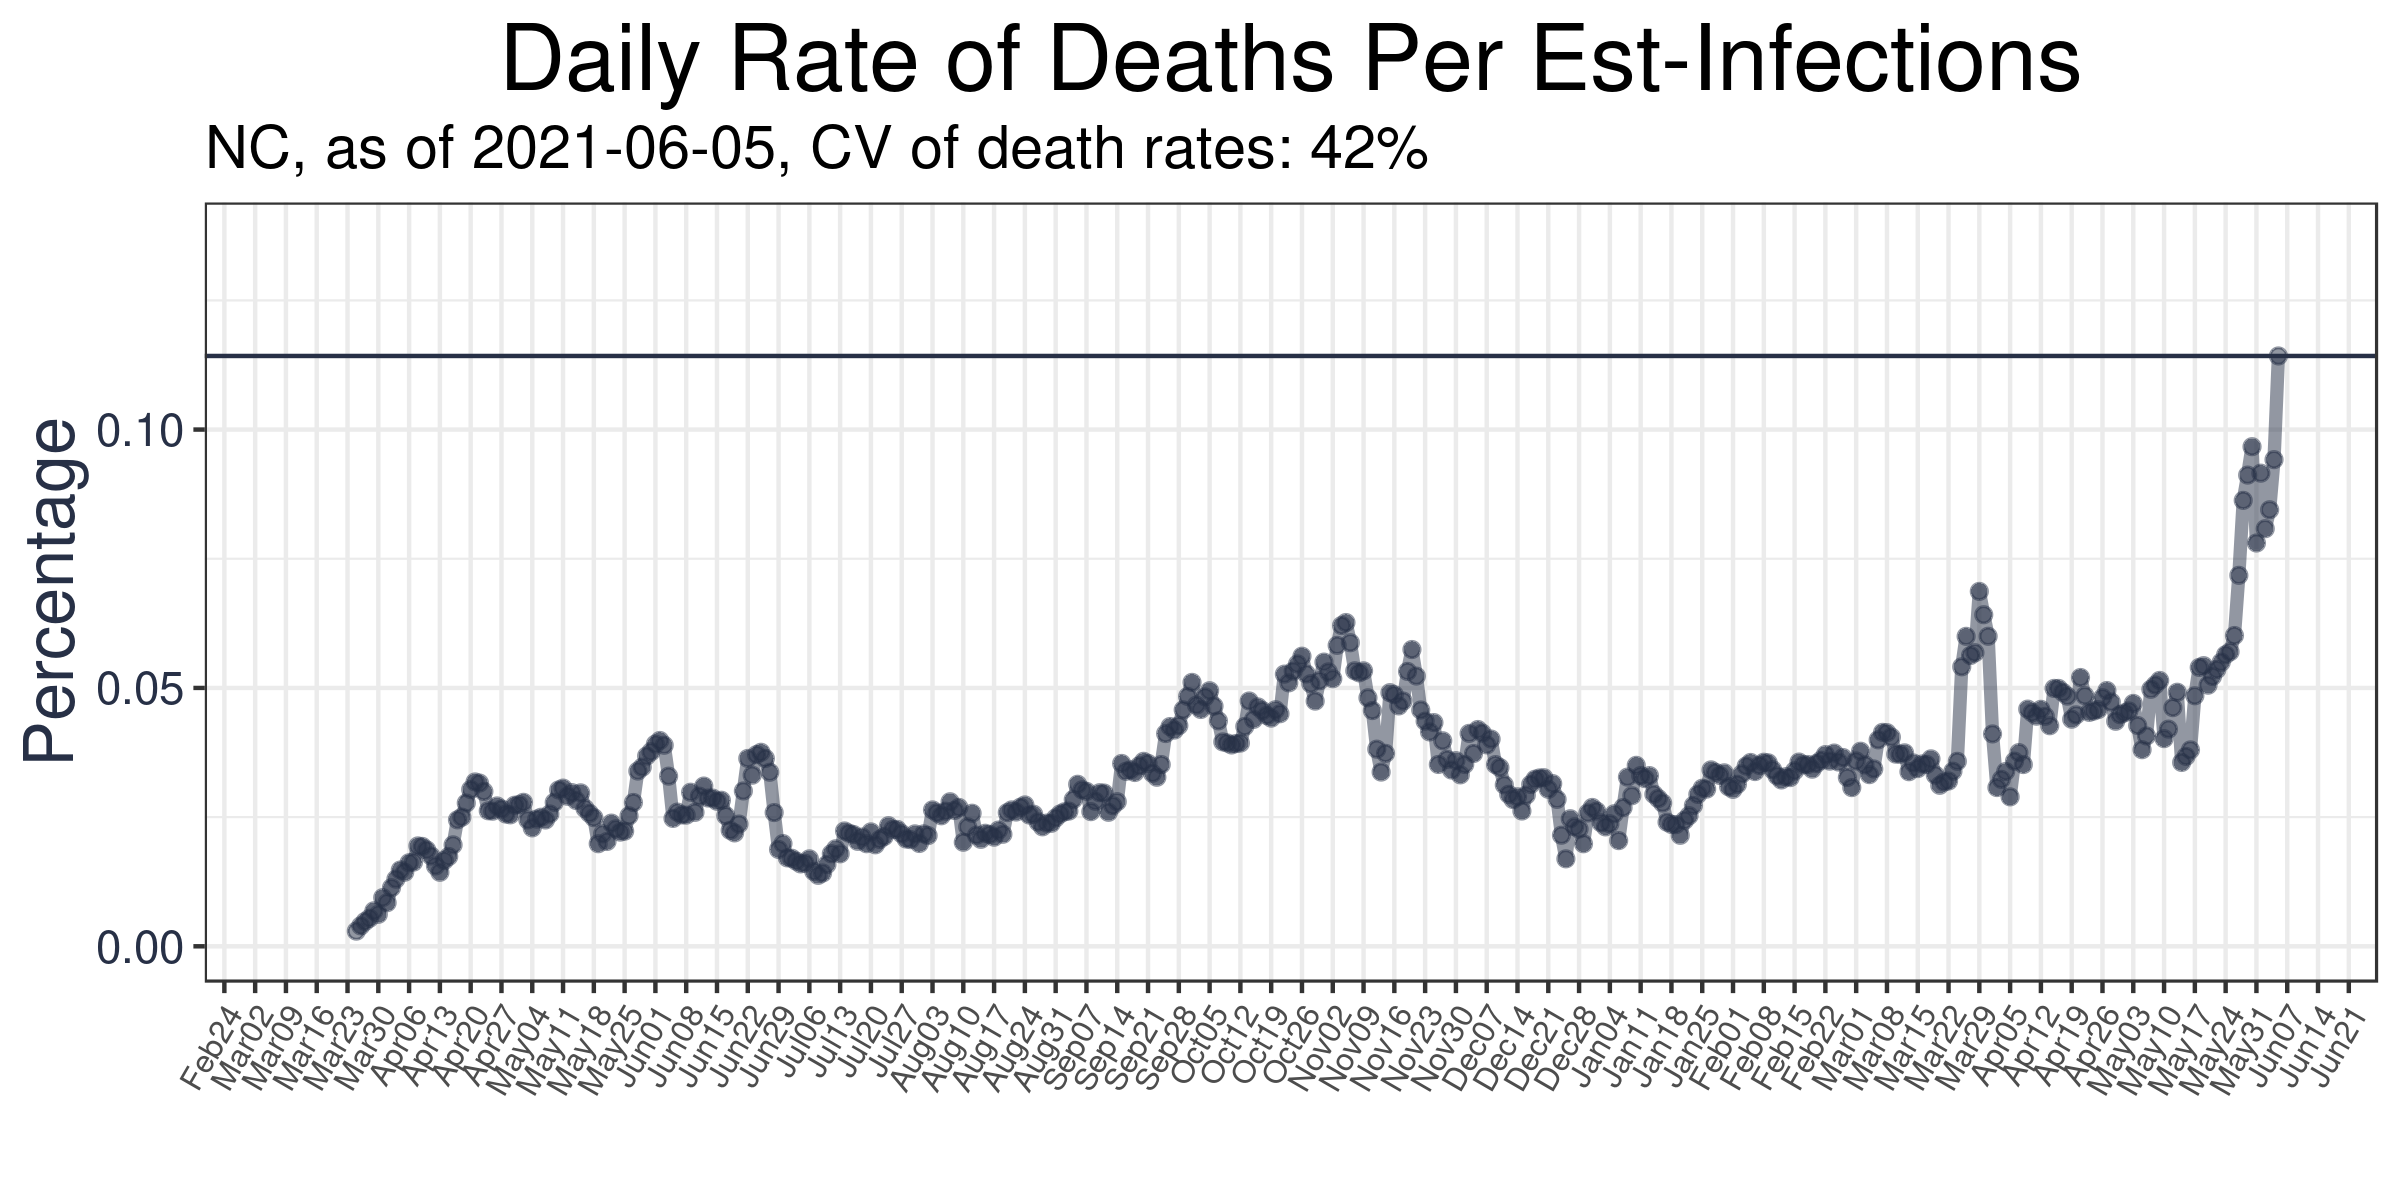 Daily Rate of Deaths Per Est-Infections
NC, as of 2021-06-05, CV of death rates: 42%
Percentage
0.10
0.05
0.00
Feb24
Mar02
Mar09
Mar16
Mar23
Mar30
Apr06
Apr13
Apr20
Apr27
May04
May11
May18
May25
Jun01
Jun08
Jun15
Jun22
Jun29
Jul06
Jul13
Jul20
Jul27
Aug03
Aug10
Aug17
Aug24
Aug31
Sep07
Sep14
Sep21
Sep28
Oct05
Oct12
Oct19
Oct26
Nov02
Nov09
Nov16
Nov23
Nov30
Dec07
Dec14
Dec21
Dec28
Jan04
Jan11
Jan18
Jan25
Feb01
Feb08
Feb15
Feb22
Mar01
Mar08
Mar15
Mar22
Mar29
Apr05
Apr12
Apr19
Apr26
May03
May10
May17
May24
May31
Jun07
Jun14
Jun21